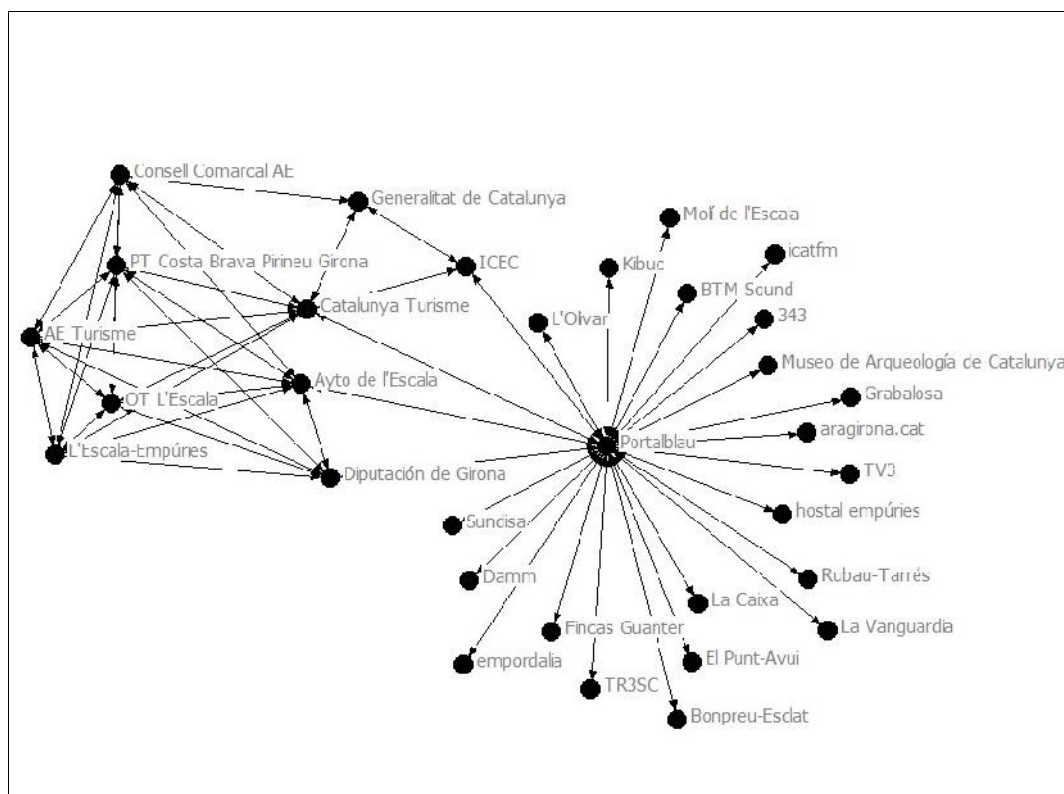 Consell Comarcal AE
Generalitat de Catalunya
Molí de l'Escala
icatfm
PT Costa Brava Pirineu Girona
ICEC
Kibuc
BTM Sound
Catalunya Turisme
L'Olivar
343
AE Turisme
Museo de Arqueología de Catalunya
Ayto de l'Escala
Grabalosa
OT L'Escala
aragirona.cat
Portalblau
L'Escala-Empúries
Diputación de Girona
TV3
hostal empúries
Suncisa
Damm
Rubau-Tarrés
La Caixa
Fincas Guanter
La Vanguardia
empordalia
El Punt-Avui
TR3SC
Bonpreu-Esclat